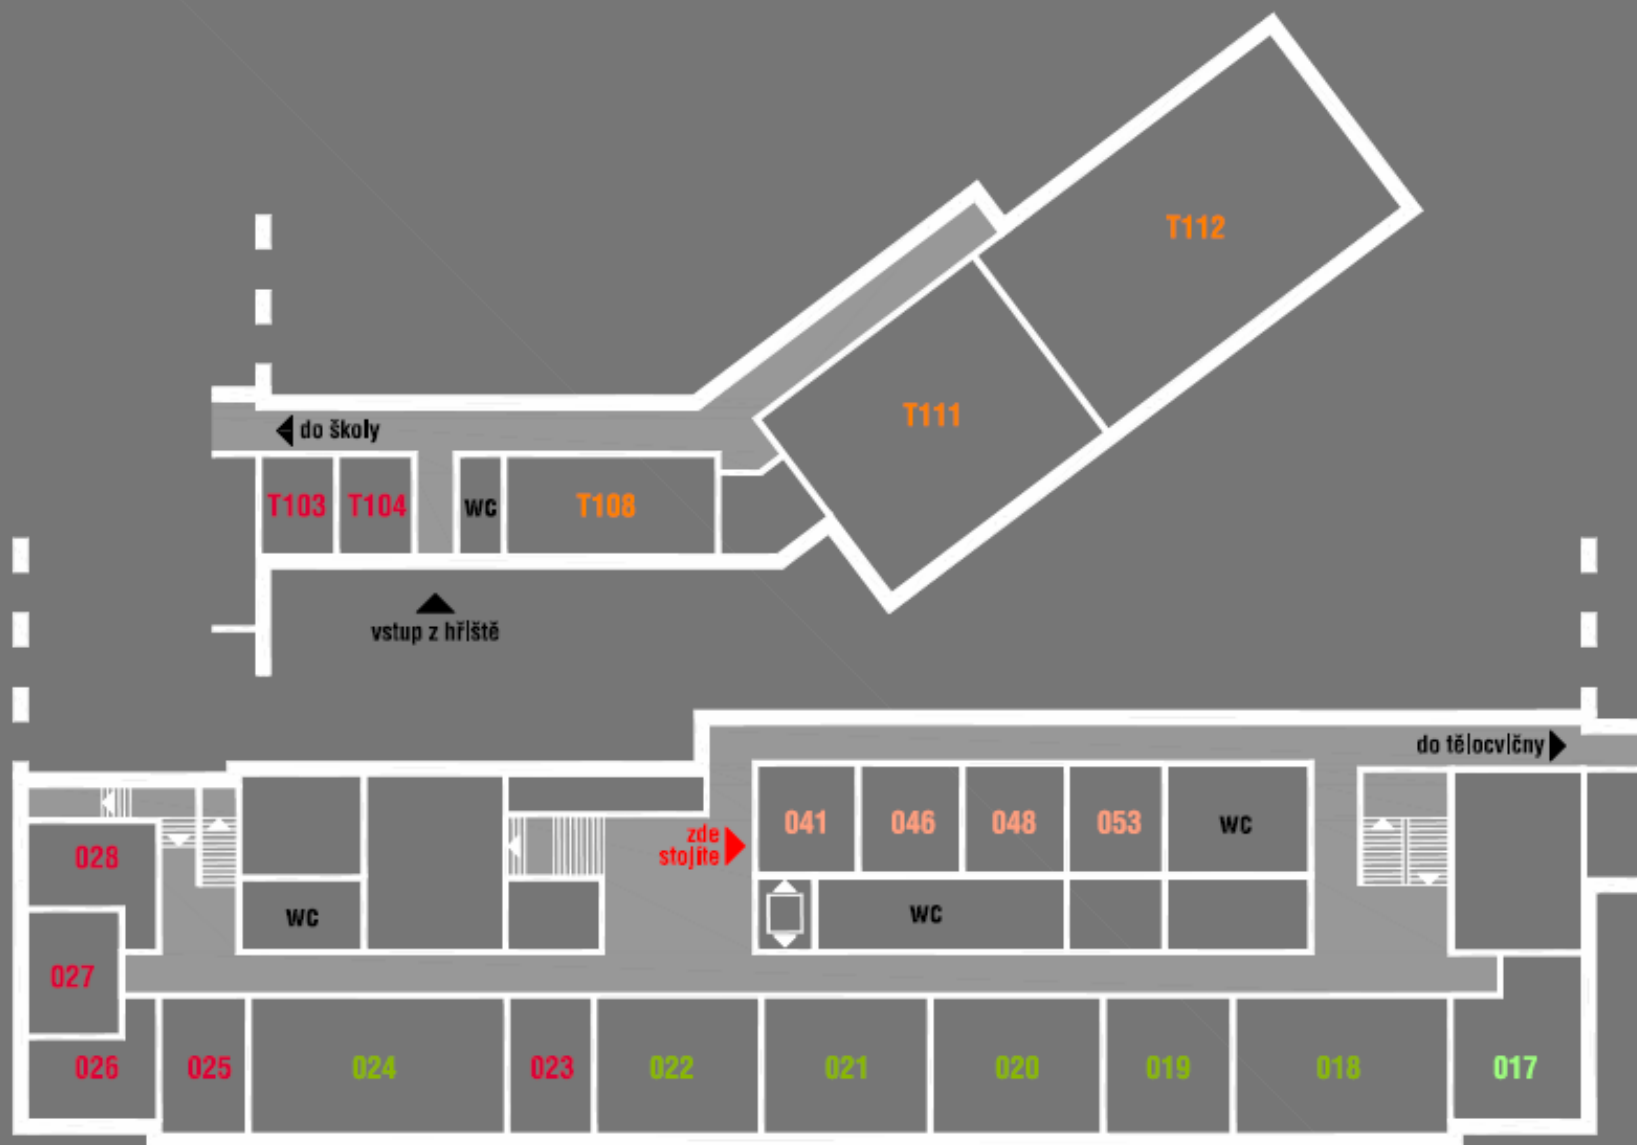 T112
T111
do školy
T103 T104 WC T108
vstup z hřiště
do tělocvičny
041 046 048 053 WC
zde
stojíte
028
WC WC
027
026 025 024 023 022 021 020 019 018 017